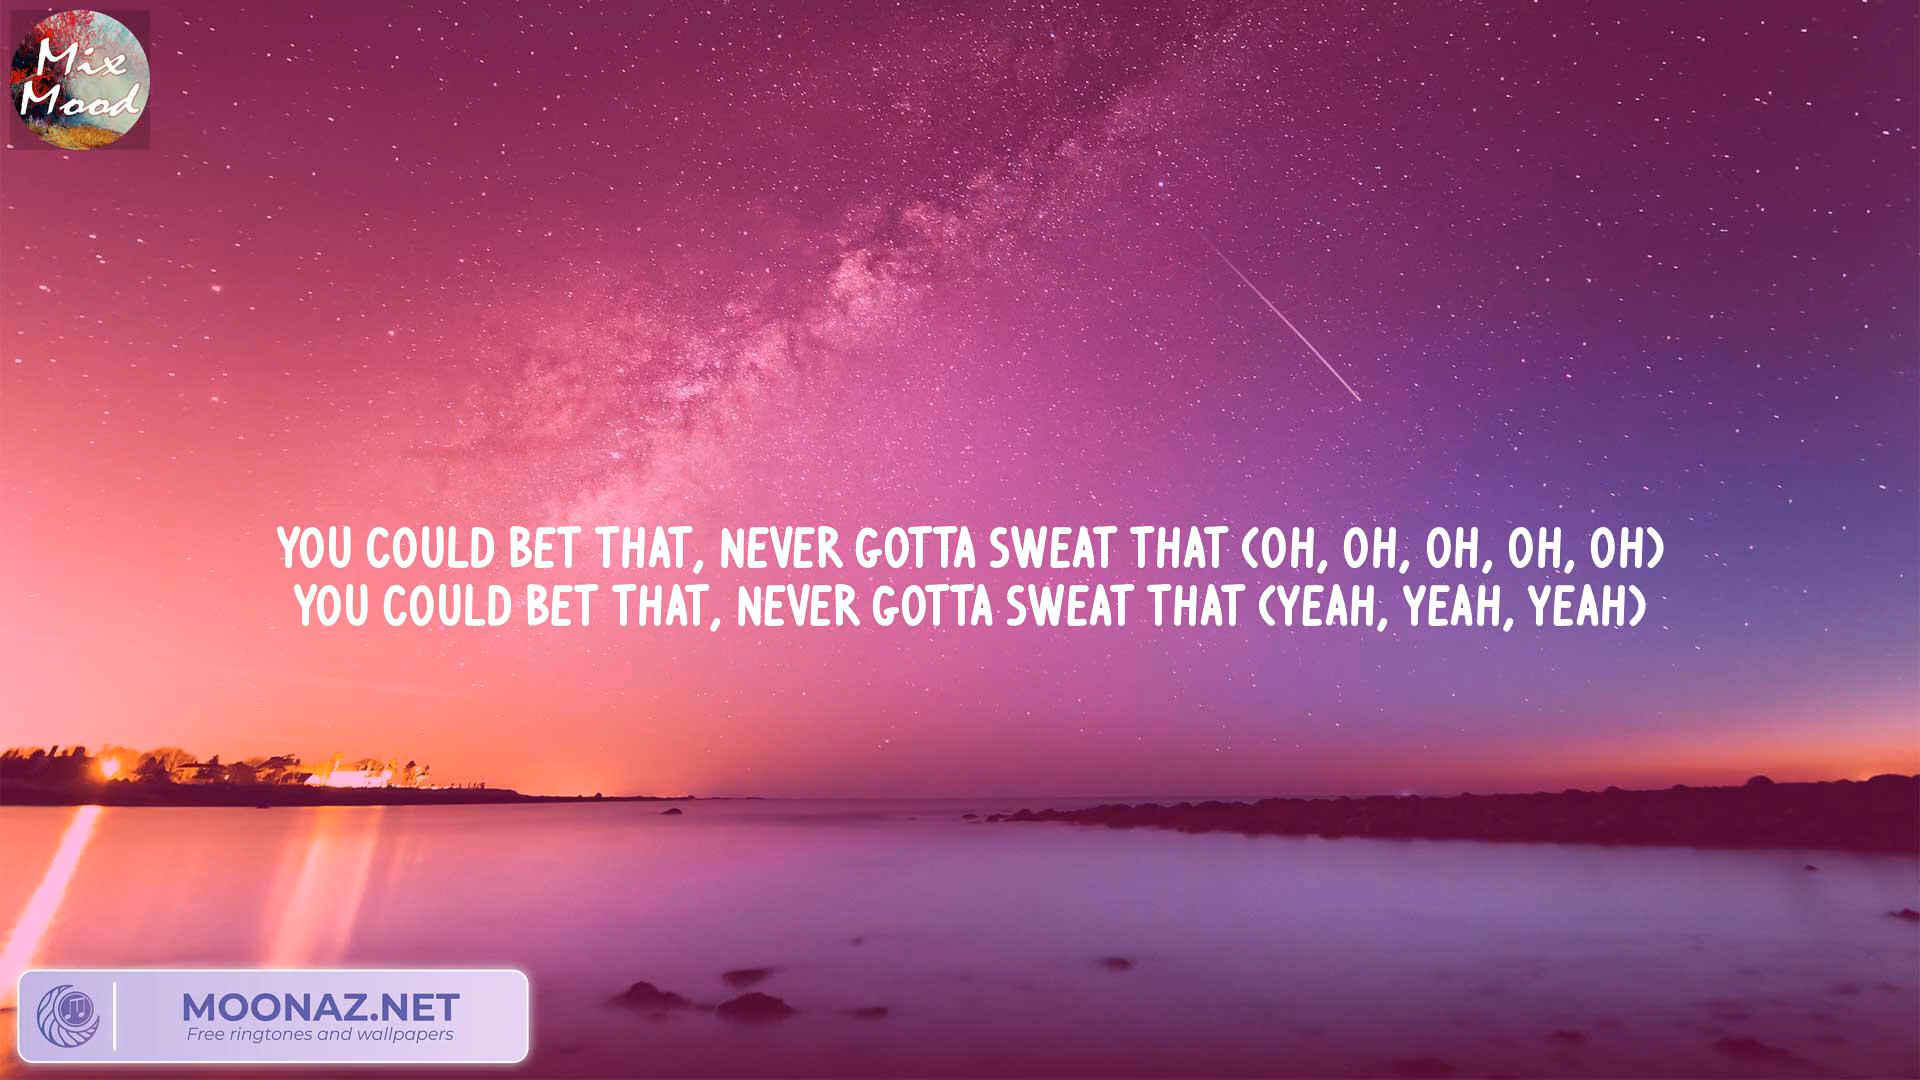 Mix
Mood
YOU COULD BET THAT, NEVER GOTTA SWEAT THAT (OH, OH, OH, OH, OH)
YOU COULD BET THAT, NEVER GOTTA SWEAT THAT (YEAH, YEAH, YEAH)
MOONAZ.NET
Free ringtones and wallpapers